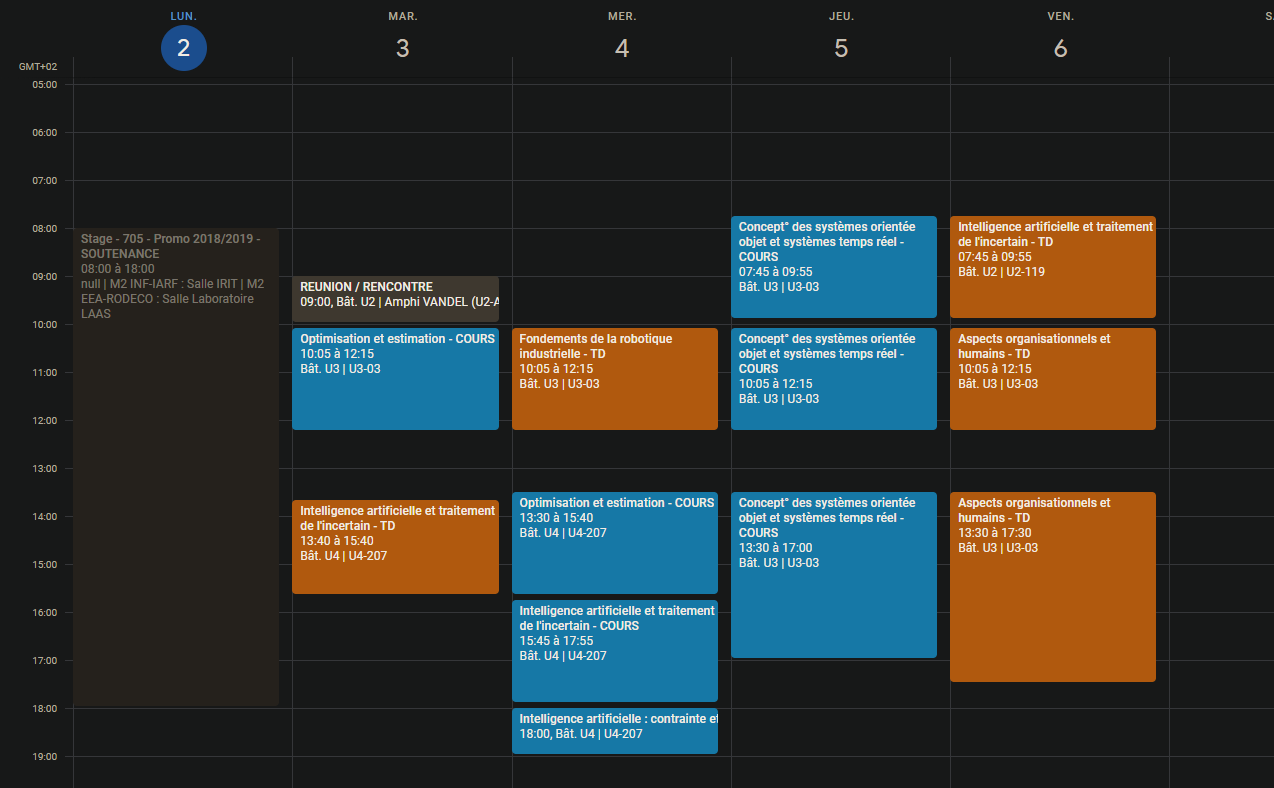 LUN.
MAR.
MER.
JEU.
VEN.
2
3
4
5
6
GMT+02
05:00
06:00
07:00
08:00
09:00
10:00
11:00
12:00
13:00
14:00
15:00
16:00
17:00
18:00
19:00
Stage - 705 - Promo 2018/2019 -
SOUTENANCE
08:00 à 18:00
null | M2 INF-IARF : Salle IRIT | M2
EEA-RODECO : Salle Laboratoire
LAAS
REUNION / RENCONTRE
09:00, Bât. U2 | Amphi VANDEL (U2-A
Optimisation et estimation - COURS
10:05 à 12:15
Bât. U3 | U3-03
Intelligence artificielle et traitement
de l'incertain - TD
13:40 à 15:40
Bât. U4 | U4-207
Fondements de la robotique
industrielle - TD
10:05 à 12:15
Bât. U3 | U3-03
Optimisation et estimation - COURS
13:30 à 15:40
Bât. U4 | U4-207
Intelligence artificielle et traitement
de l'incertain - COURS
15:45 à 17:55
Bât. U4 | U4-207
Intelligence artificielle : contrainte et
18:00, Bât. U4 | U4-207
Concept° des systèmes orientée
objet et systèmes temps réel -
COURS
07:45 à 09:55
Bât. U3 | U3-03
Concept° des systèmes orientée
objet et systèmes temps réel -
COURS
10:05 à 12:15
Bât. U3 | U3-03
Concept° des systèmes orientée
objet et systèmes temps réel -
COURS
13:30 à 17:00
Bât. U3 | U3-03
Intelligence artificielle et traitement
de l'incertain - TD
07:45 à 09:55
Bât. U2 | U2-119
Aspects organisationnels et
humains - TD
10:05 à 12:15
Bât. U3 | U3-03
Aspects organisationnels et
humains - TD
13:30 à 17:30
Bât. U3 | U3-03